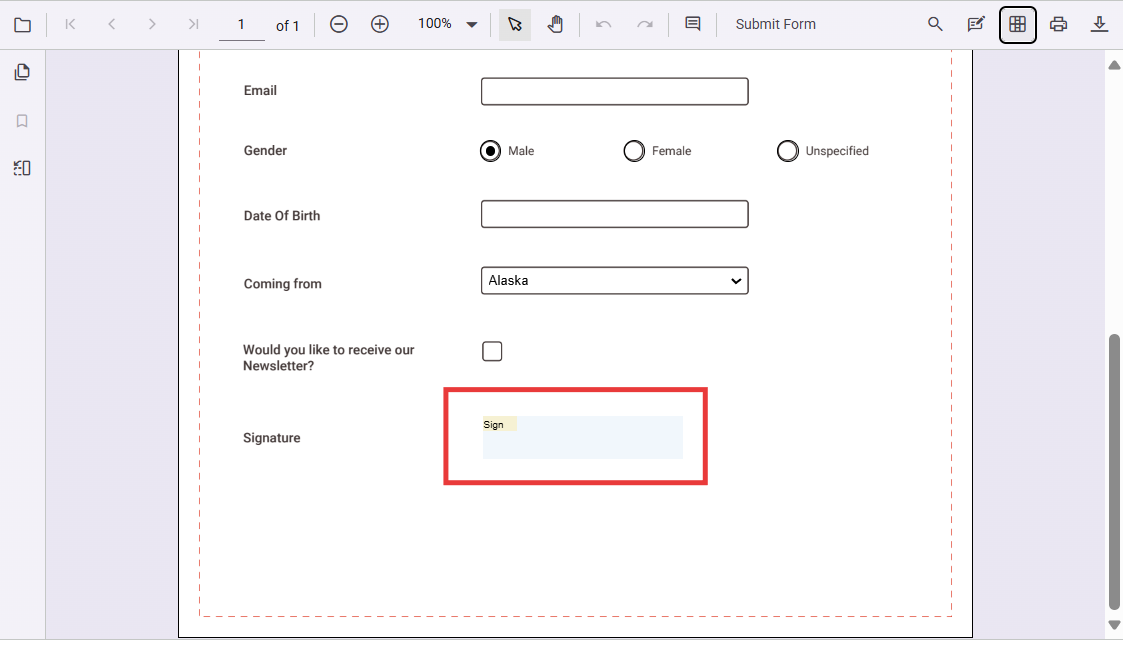 1 of 1 100% Submit Form
Email
Gender Male Female Unspecified
Date Of Birth
Coming from Alaska
Would you like to receive our
Newsletter?
Sign
Signature